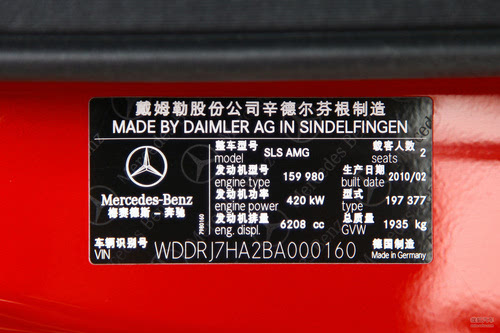 戴姆勒股份公司辛德尔芬根制造
MADE BY DAIMLER AG IN SINDELFINGEN
整车型号 SLS AMG 载客人数 2
model seats
发动机型号 159 980 生产日期 2010/02
engine type built date
发动机功率 420 kW 型式 197 377
engine power type
发动机排量 6208 cc 总质量 1935 kg
eng. displ. GVW
Mercedes-Benz
梅赛德斯-奔驰
7980160
车辆识别号 WDDRJ7HA2BA000160 德国制造
VIN Made in Germany